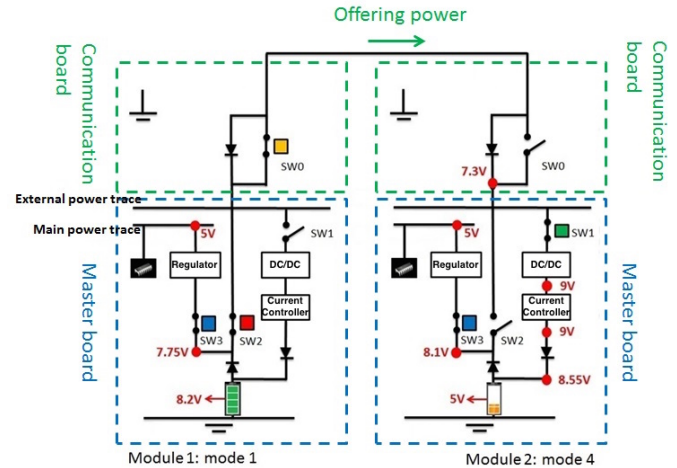 Offering power
Communication
board
Communication
board
SW0
SW0
7.3V
External power trace
Main power trace
5V
SW1
5V
SW1
Regulator
DC/DC
Regulator
DC/DC
9V
Current
Controller
Current
Controller
Master board
Master board
SW3
SW2
SW3
SW2
9V
7.75V
8.1V
8.55V
8.2V
5V
Module 1: mode 1
Module 2: mode 4